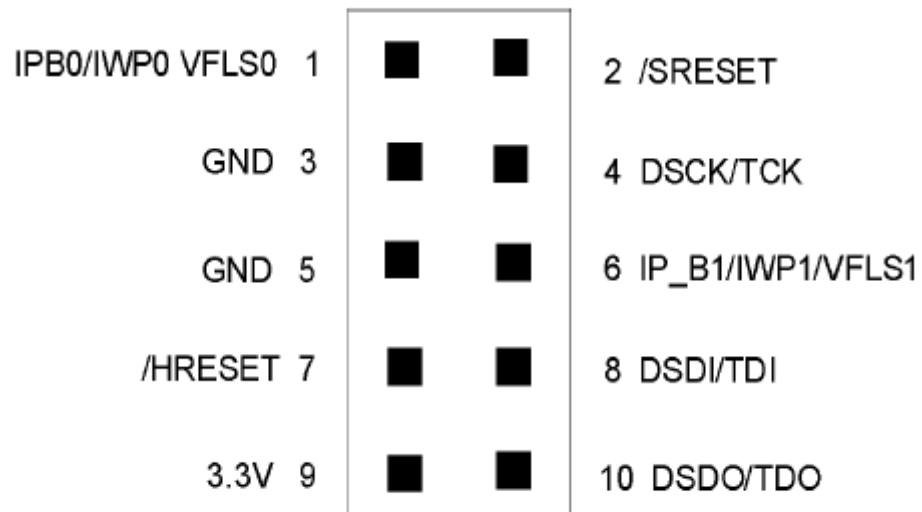 IPB0/IWP0 VFLS0 1 2 /SRESET
GND 3 4 DSCK/TCK
GND 5 6 IP_B1/IWP1/VFLS1
/HRESET 7 8 DSDI/TDI
3.3V 9 10 DSDO/TDO